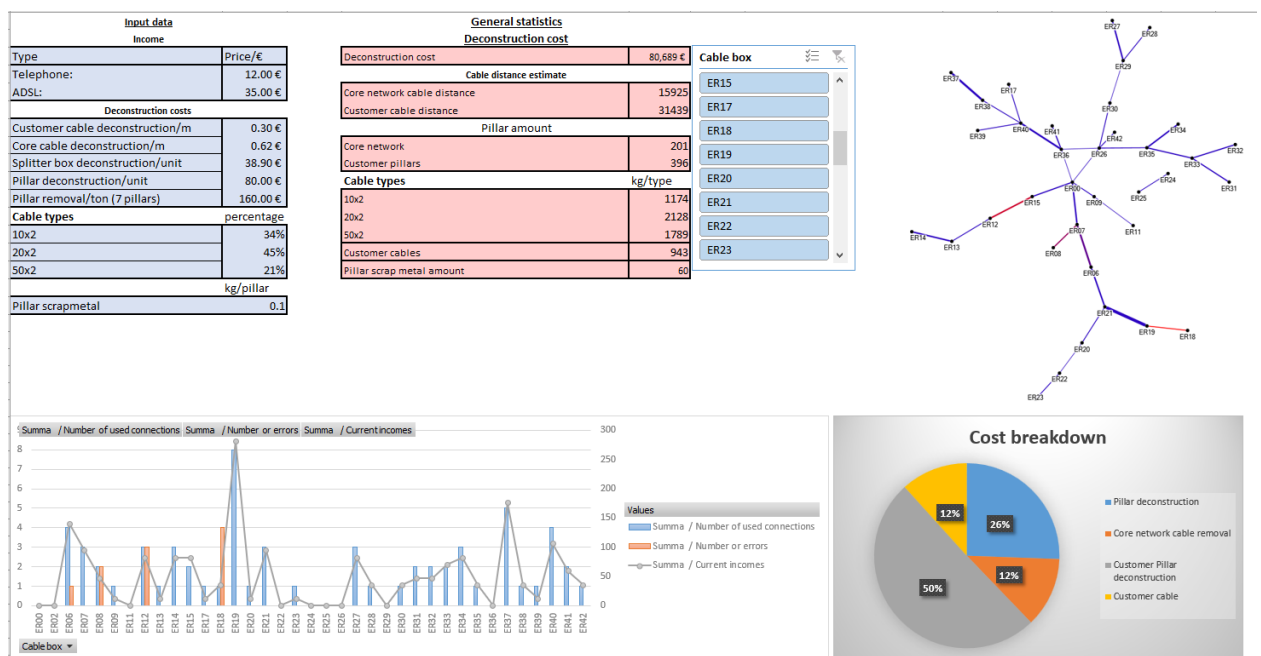 Input data
Income
Type Price/€
Telephone: 12.00 €
ADSL: 35.00 €
Deconstruction costs
Customer cable deconstruction/m 0.30 €
Core cable deconstruction/m 0.62 €
Splitter box deconstruction/unit 38.90 €
Pillar deconstruction/unit 80.00 €
Pillar removal/ton (7 pillars) 160.00 €
Cable types percentage
10x2 34%
20x2 45%
50x2 21%
kg/pillar
Pillar scrapmetal 0.1
General statistics
Deconstruction cost
Deconstruction cost 80,689 €
Cable distance estimate
Core network cable distance 15925
Customer cable distance 31439
Pillar amount
Core network 201
Customer pillars 396
Cable types kg/type
10x2 1174
20x2 2128
50x2 1789
Customer cables 943
Pillar scrap metal amount 60
Cable box
ER15
ER17
ER18
ER19
ER20
ER21
ER22
ER23
ER27
ER28
ER29
ER37
ER17
ER38
ER30
ER39
ER40
ER41
ER42
ER34
ER36
ER26
ER35
ER32
ER33
ER24
ER31
ER00
ER25
ER15
ER09
ER12
ER11
ER14
ER13
ER07
ER08
ER06
ER21
ER19
ER18
ER20
ER22
ER23
Summa / Number of used connections Summa / Number or errors Summa / Current incomes
8
7
6
5
4
3
2
1
0
300
250
200
150
100
50
0
ER00 ER02 ER06 ER07 ER08 ER09 ER11 ER12 ER13 ER14 ER15 ER17 ER18 ER19 ER20 ER21 ER22 ER23 ER24 ER25 ER26 ER27 ER28 ER29 ER30 ER31 ER32 ER33 ER34 ER35 ER36 ER37 ER38 ER39 ER40 ER41 ER42
Cable box
Values
Summa / Number of used connections
Summa / Number or errors
Summa / Current incomes
Cost breakdown
26%
12%
50%
12%
Pillar deconstruction
Core network cable removal
Customer Pillar
deconstruction
Customer cable